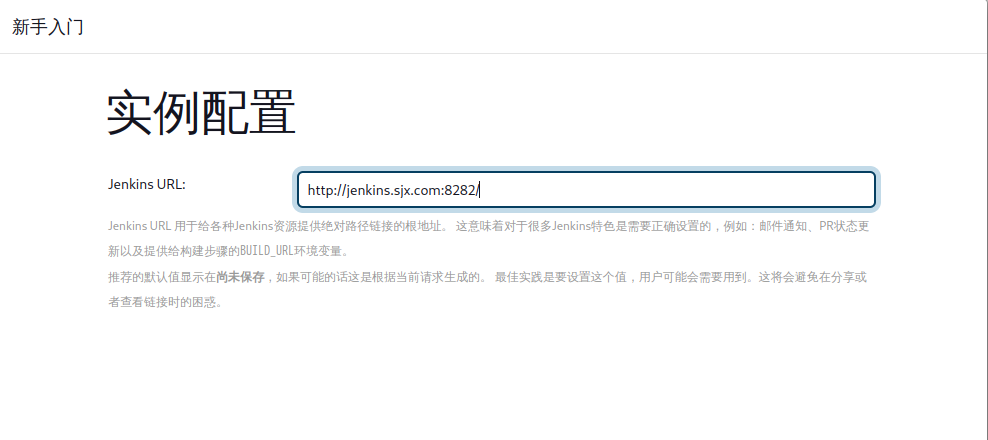 新手入门
实例配置
Jenkins URL:
http://jenkins.sjx.com:8282/
Jenkins URL 用于给各种Jenkins资源提供绝对路径链接的根地址。 这意味着对于很多Jenkins特色是需要正确设置的，例如：邮件通知、PR状态更
新以及提供给构建步骤的BUILD_URL环境变量。
推荐的默认值显示在尚未保存，如果可能的话这是根据当前请求生成的。 最佳实践是要设置这个值，用户可能会需要用到。这将会避免在分享或
者查看链接时的困惑。